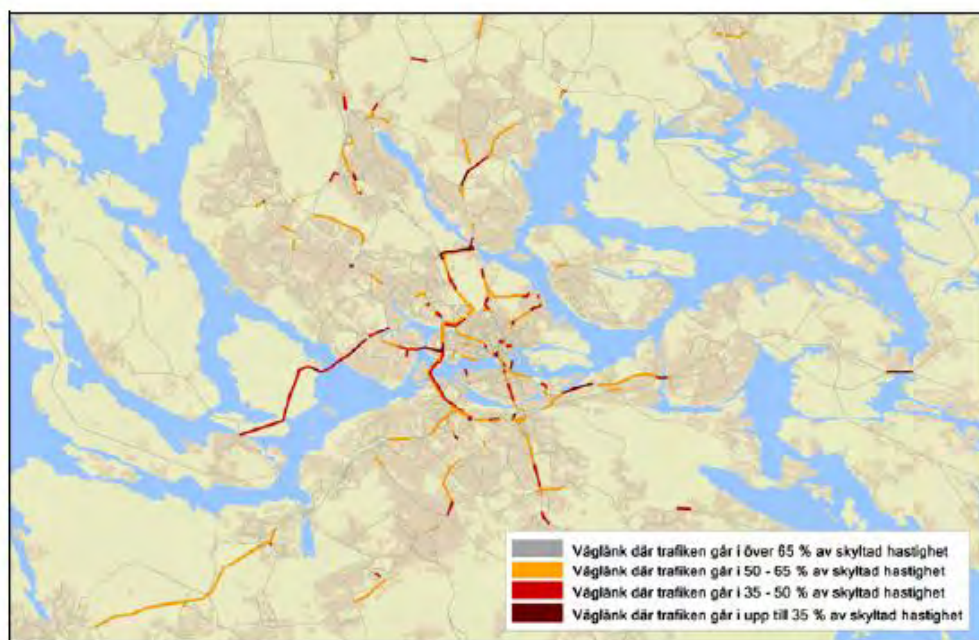 Väglänk där trafiken går i över 65 % av skyltad hastighet
Väglänk där trafiken går i 50 - 65 % av skyltad hastighet
Väglänk där trafiken går i 35 - 50 % av skyltad hastighet
Väglänk där trafiken går i upp till 35 % av skyltad hastighet